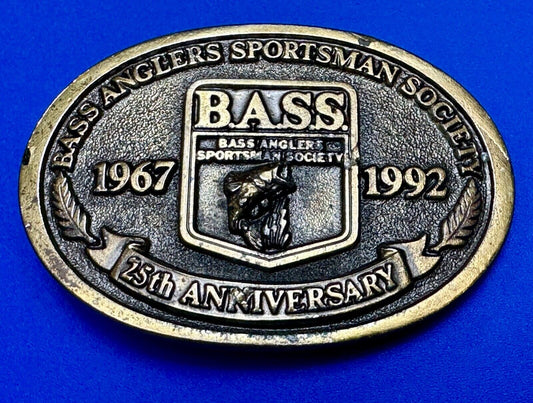 BASS ANGLERS SPORTSMAN SOCIETY
B.A.S.S.
BASS ANGLERS
SPORTSMAN SOCIETY
1967 1992
25th ANNIVERSARY